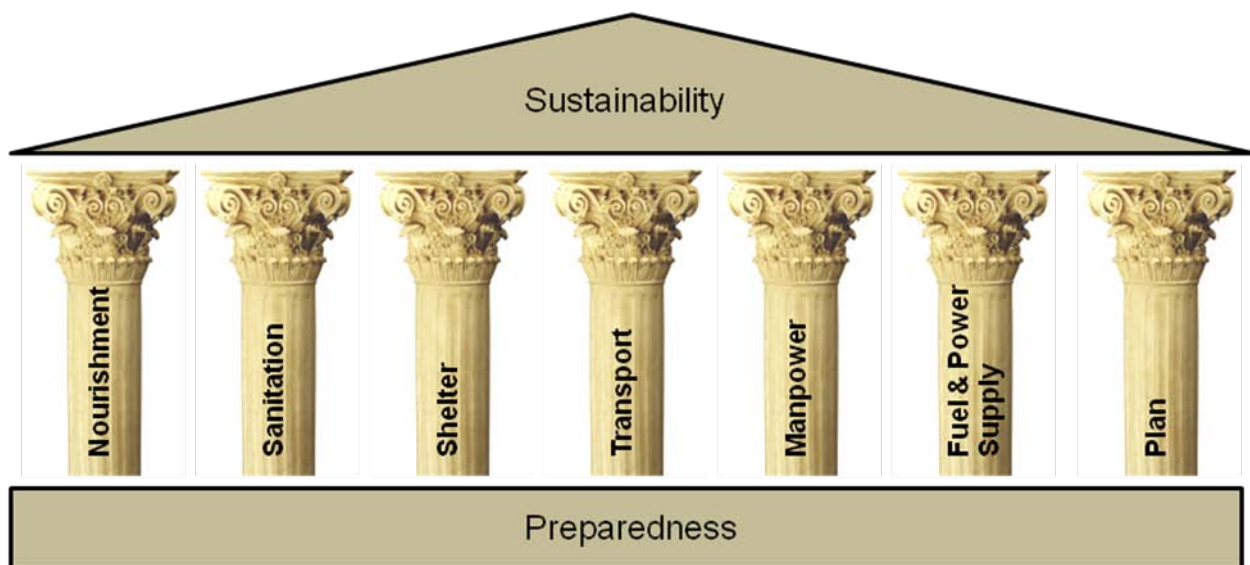 Sustainability
Nourishment
Sanitation
Shelter
Transport
Manpower
Fuel & Power
Supply
Plan
Preparedness